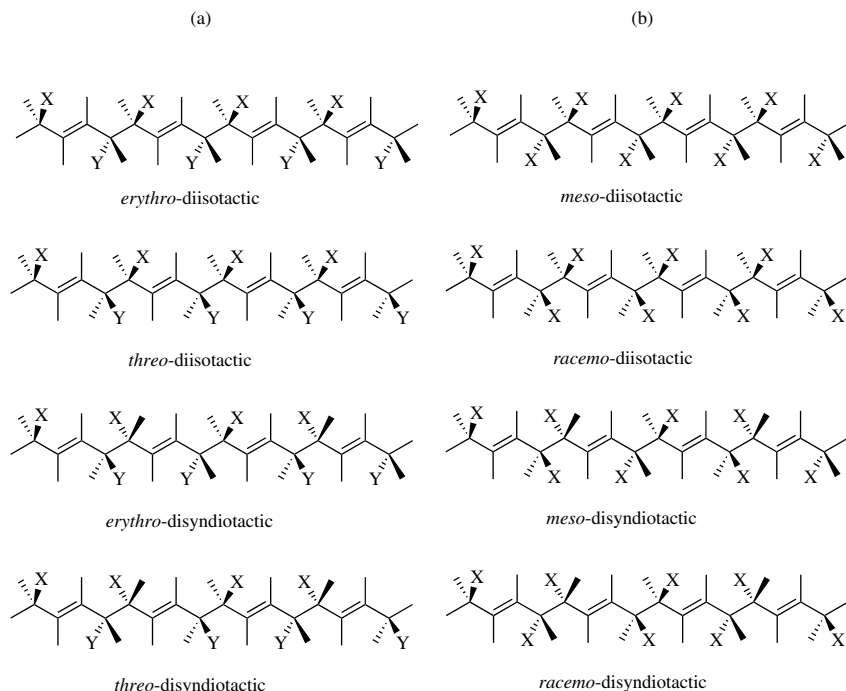 (a)
X X X X
Y Y Y Y
erythro-diisotactic
X X X X
Y Y Y Y
threo-diisotactic
X X X X
Y Y Y Y
erythro-disyndiotactic
X X X X
Y Y Y Y
threo-disyndiotactic
(b)
X X X X
X X X X
meso-diisotactic
X X X X
X X X X
racemo-diisotactic
X X X X
X X X X
meso-disyndiotactic
X X X X
X X X X
racemo-disyndiotactic